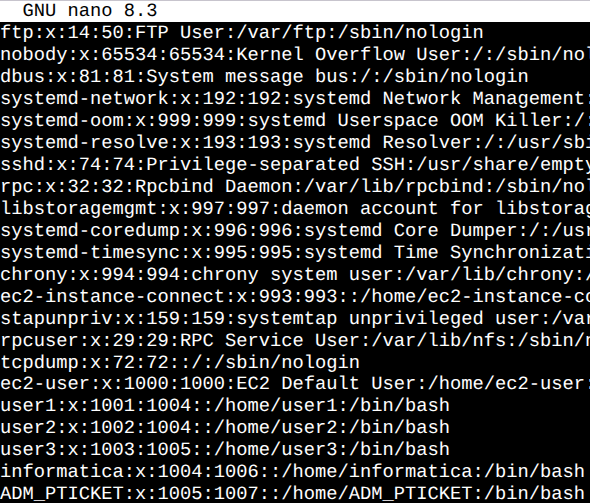 GNU nano 8.3
ftp:x:14:50:FTP User:/var/ftp:/sbin/nologin
nobody:x:65534:65534:Kernel Overflow User:/:/sbin/nol
dbus:x:81:81:System message bus:/:/sbin/nologin
systemd-network:x:192:192:systemd Network Management:
systemd-oom:x:999:999:systemd Userspace OOM Killer:/:
systemd-resolve:x:193:193:systemd Resolver:/:/usr/sbi
sshd:x:74:74:Privilege-separated SSH:/usr/share/empty
rpc:x:32:32:Rpcbind Daemon:/var/lib/rpcbind:/sbin/nol
libstoragemgmt:x:997:997:daemon account for libstorag
systemd-coredump:x:996:996:systemd Core Dumper:/:/usr
systemd-timesync:x:995:995:systemd Time Synchronizati
chrony:x:994:994:chrony system user:/var/lib/chrony:/
ec2-instance-connect:x:993:993::/home/ec2-instance-co
stapunpriv:x:159:159:systemtap unprivileged user:/var
rpcuser:x:29:29:RPC Service User:/var/lib/nfs:/sbin/n
tcpdump:x:72:72::/:/sbin/nologin
ec2-user:x:1000:1000:EC2 Default User:/home/ec2-user:
user1:x:1001:1004::/home/user1:/bin/bash
user2:x:1002:1004::/home/user2:/bin/bash
user3:x:1003:1005::/home/user3:/bin/bash
informatica:x:1004:1006::/home/informatica:/bin/bash
ADM_PTICKET:x:1005:1007::/home/ADM_PTICKET:/bin/bash